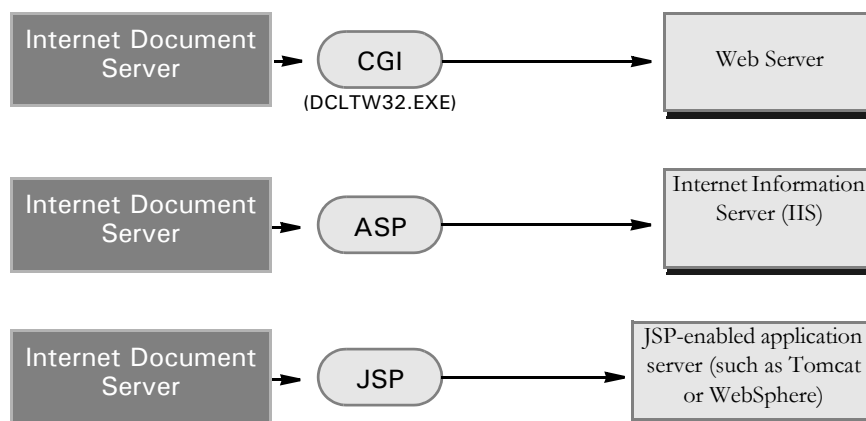 Internet Document
Server
CGI
(DCLTW32.EXE)
Web Server
Internet Document
Server
ASP
Internet Information
Server (IIS)
Internet Document
Server
JSP
JSP-enabled application
server (such as Tomcat
or WebSphere)